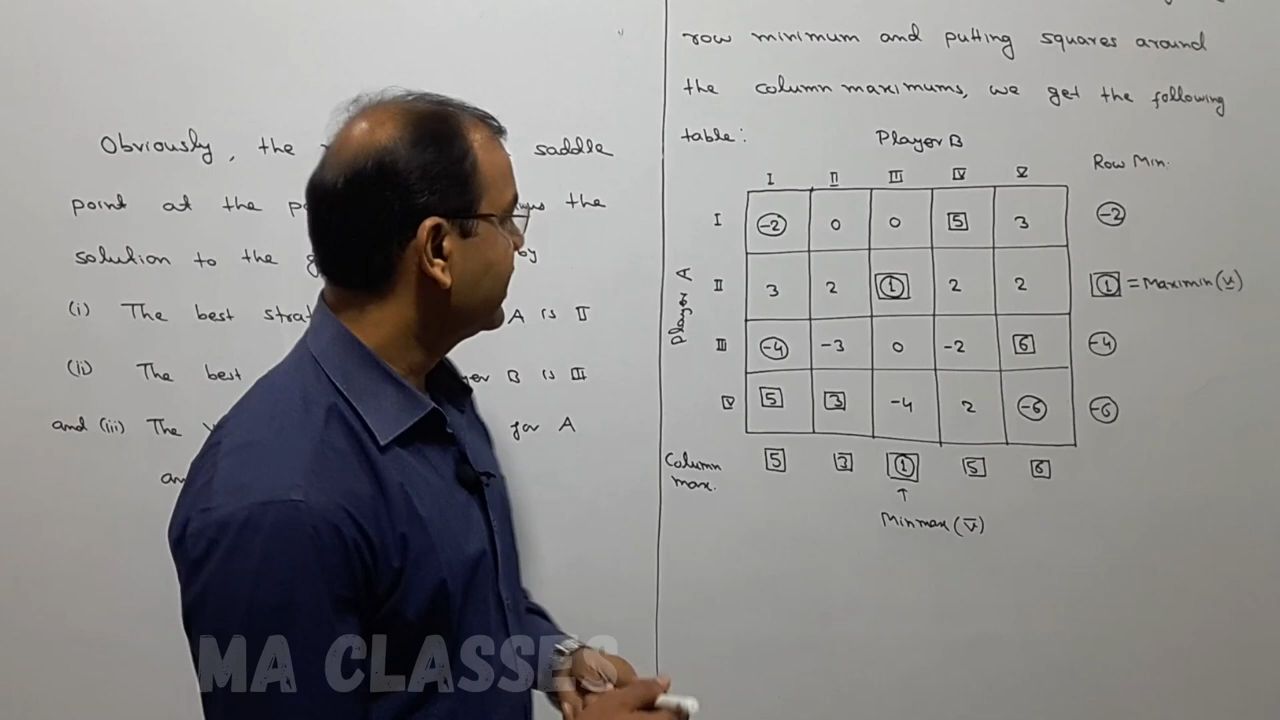 Obviously, the saddle
point at the the
solution to the by
(i) The best A is II
(ii) The best B is III
and (iii) The for A
row minimum and putting squares around
the column maximums, we get the following
table:
Player B
Row Min.
I II III IV V
I -2 0 0 5 3 -2
Player A
II 3 2 1 2 2 1 = Maximin (v)
III -4 -3 0 -2 6 -4
IV 5 3 -4 2 -6 -6
Column max. 5 3 1 5 6
↑
Minmax (v̄)
MA CLASSES